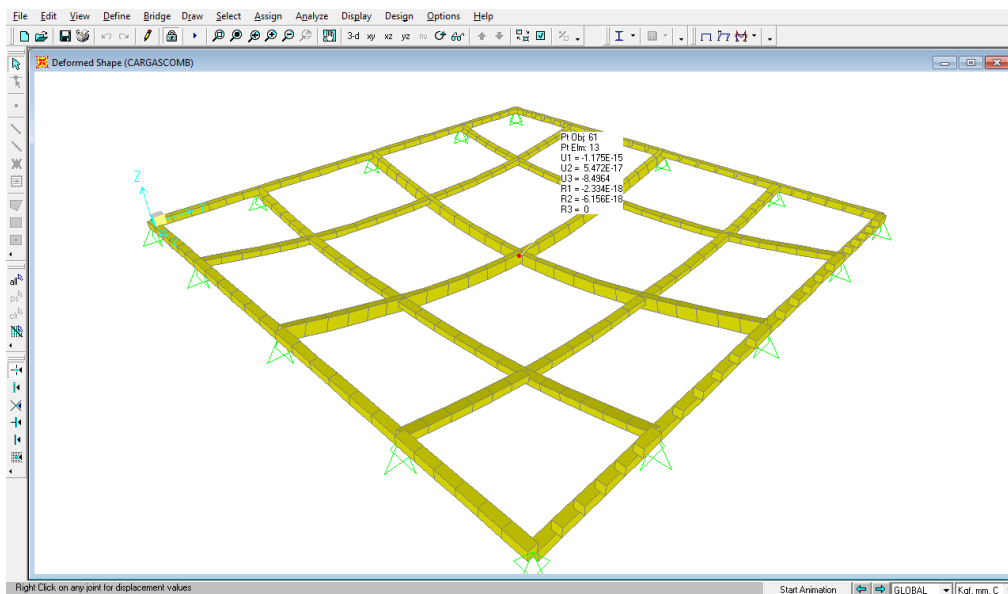 File Edit View Define Bridge Draw Select Assign Analyze Display Design Options Help
3-d xy xz yz nv
Deformed Shape (CARGASCOMB)
Pt Obj: 61
Pt Elm: 13
U1 = -1.175E-15
U2 = 5.472E-17
U3 = -8.4964
R1 = -2.334E-18
R2 = -6.156E-18
R3 = 0
Z
all
Right Click on any joint for displacement values
Start Animation
GLOBAL
Kgf, mm, C